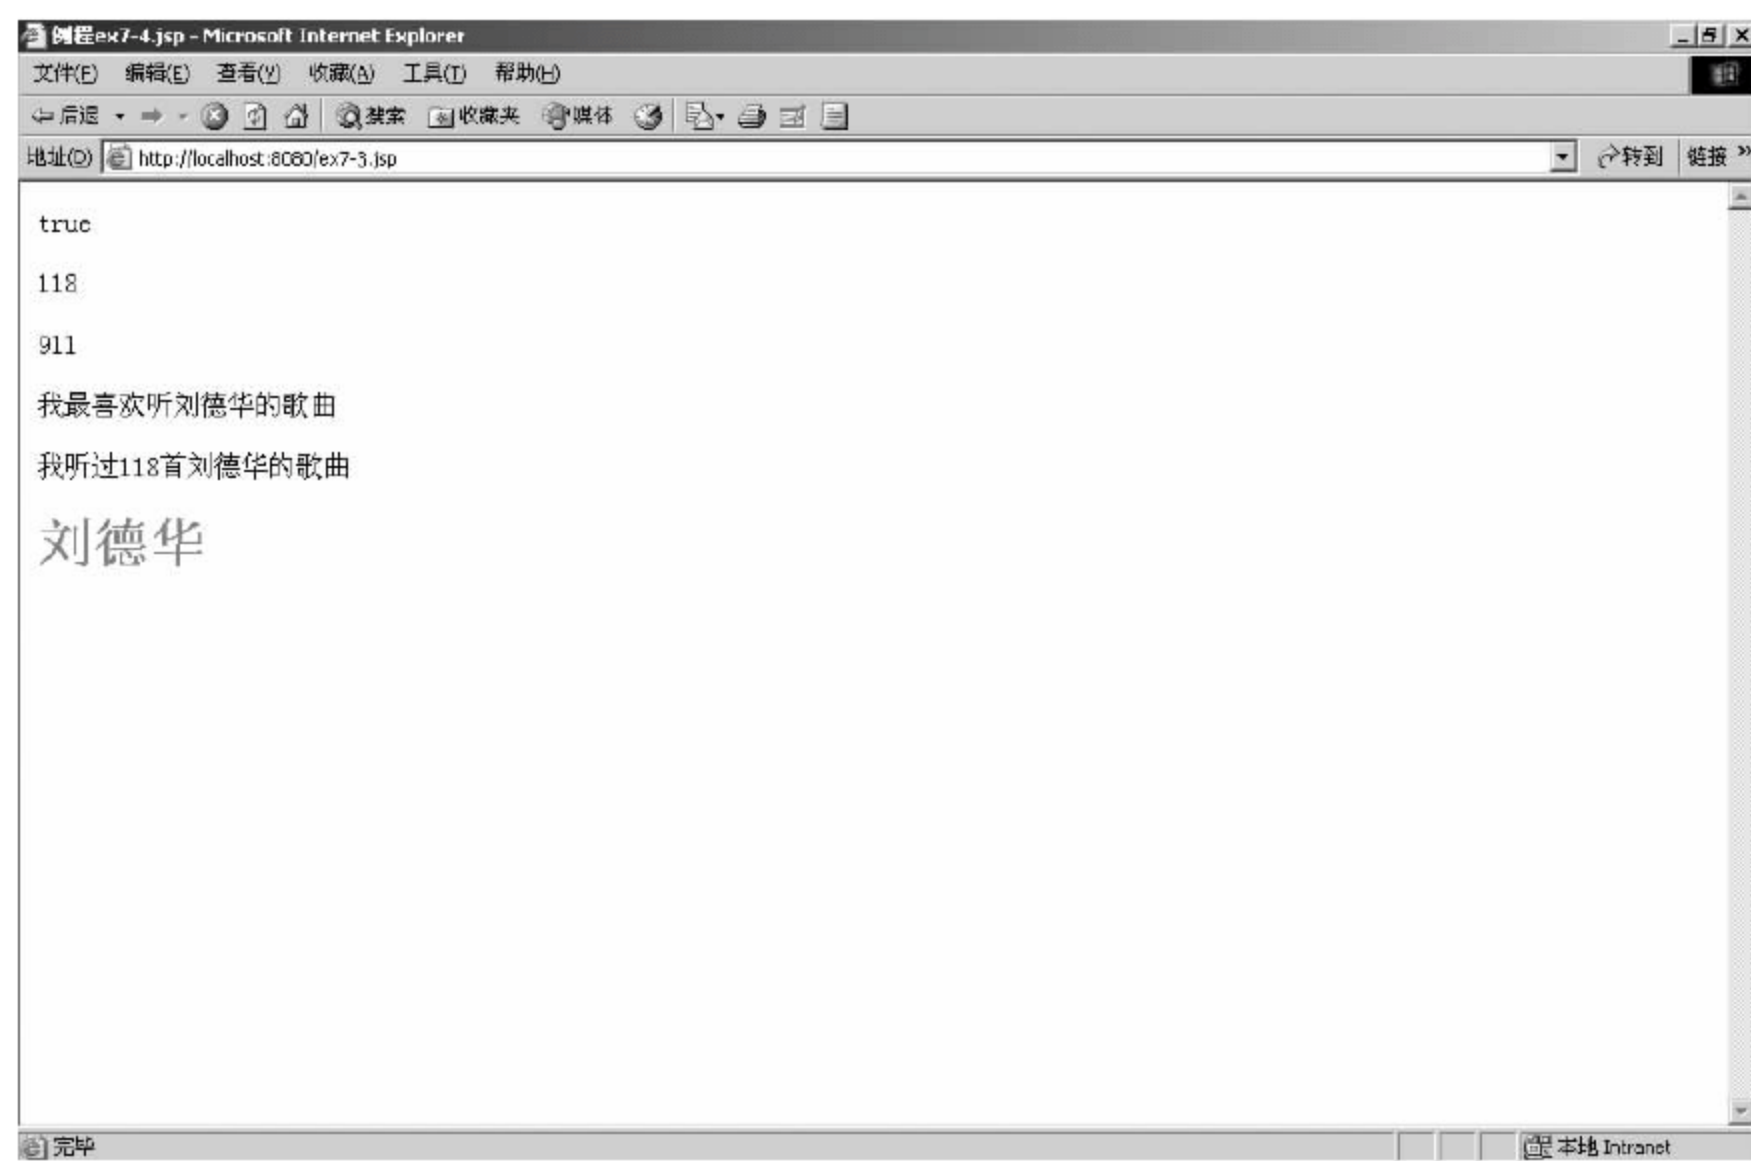 例程ex7-4.jsp - Microsoft Internet Explorer
文件(F) 编辑(E) 查看(V) 收藏(A) 工具(T) 帮助(H)
后退 搜索 收藏夹 媒体
地址(D) http://localhost:8080/ex7-3.jsp 转到 链接 »
true
118
911
我最喜欢听刘德华的歌曲
我听过118首刘德华的歌曲
刘德华
完毕 本地 Intranet